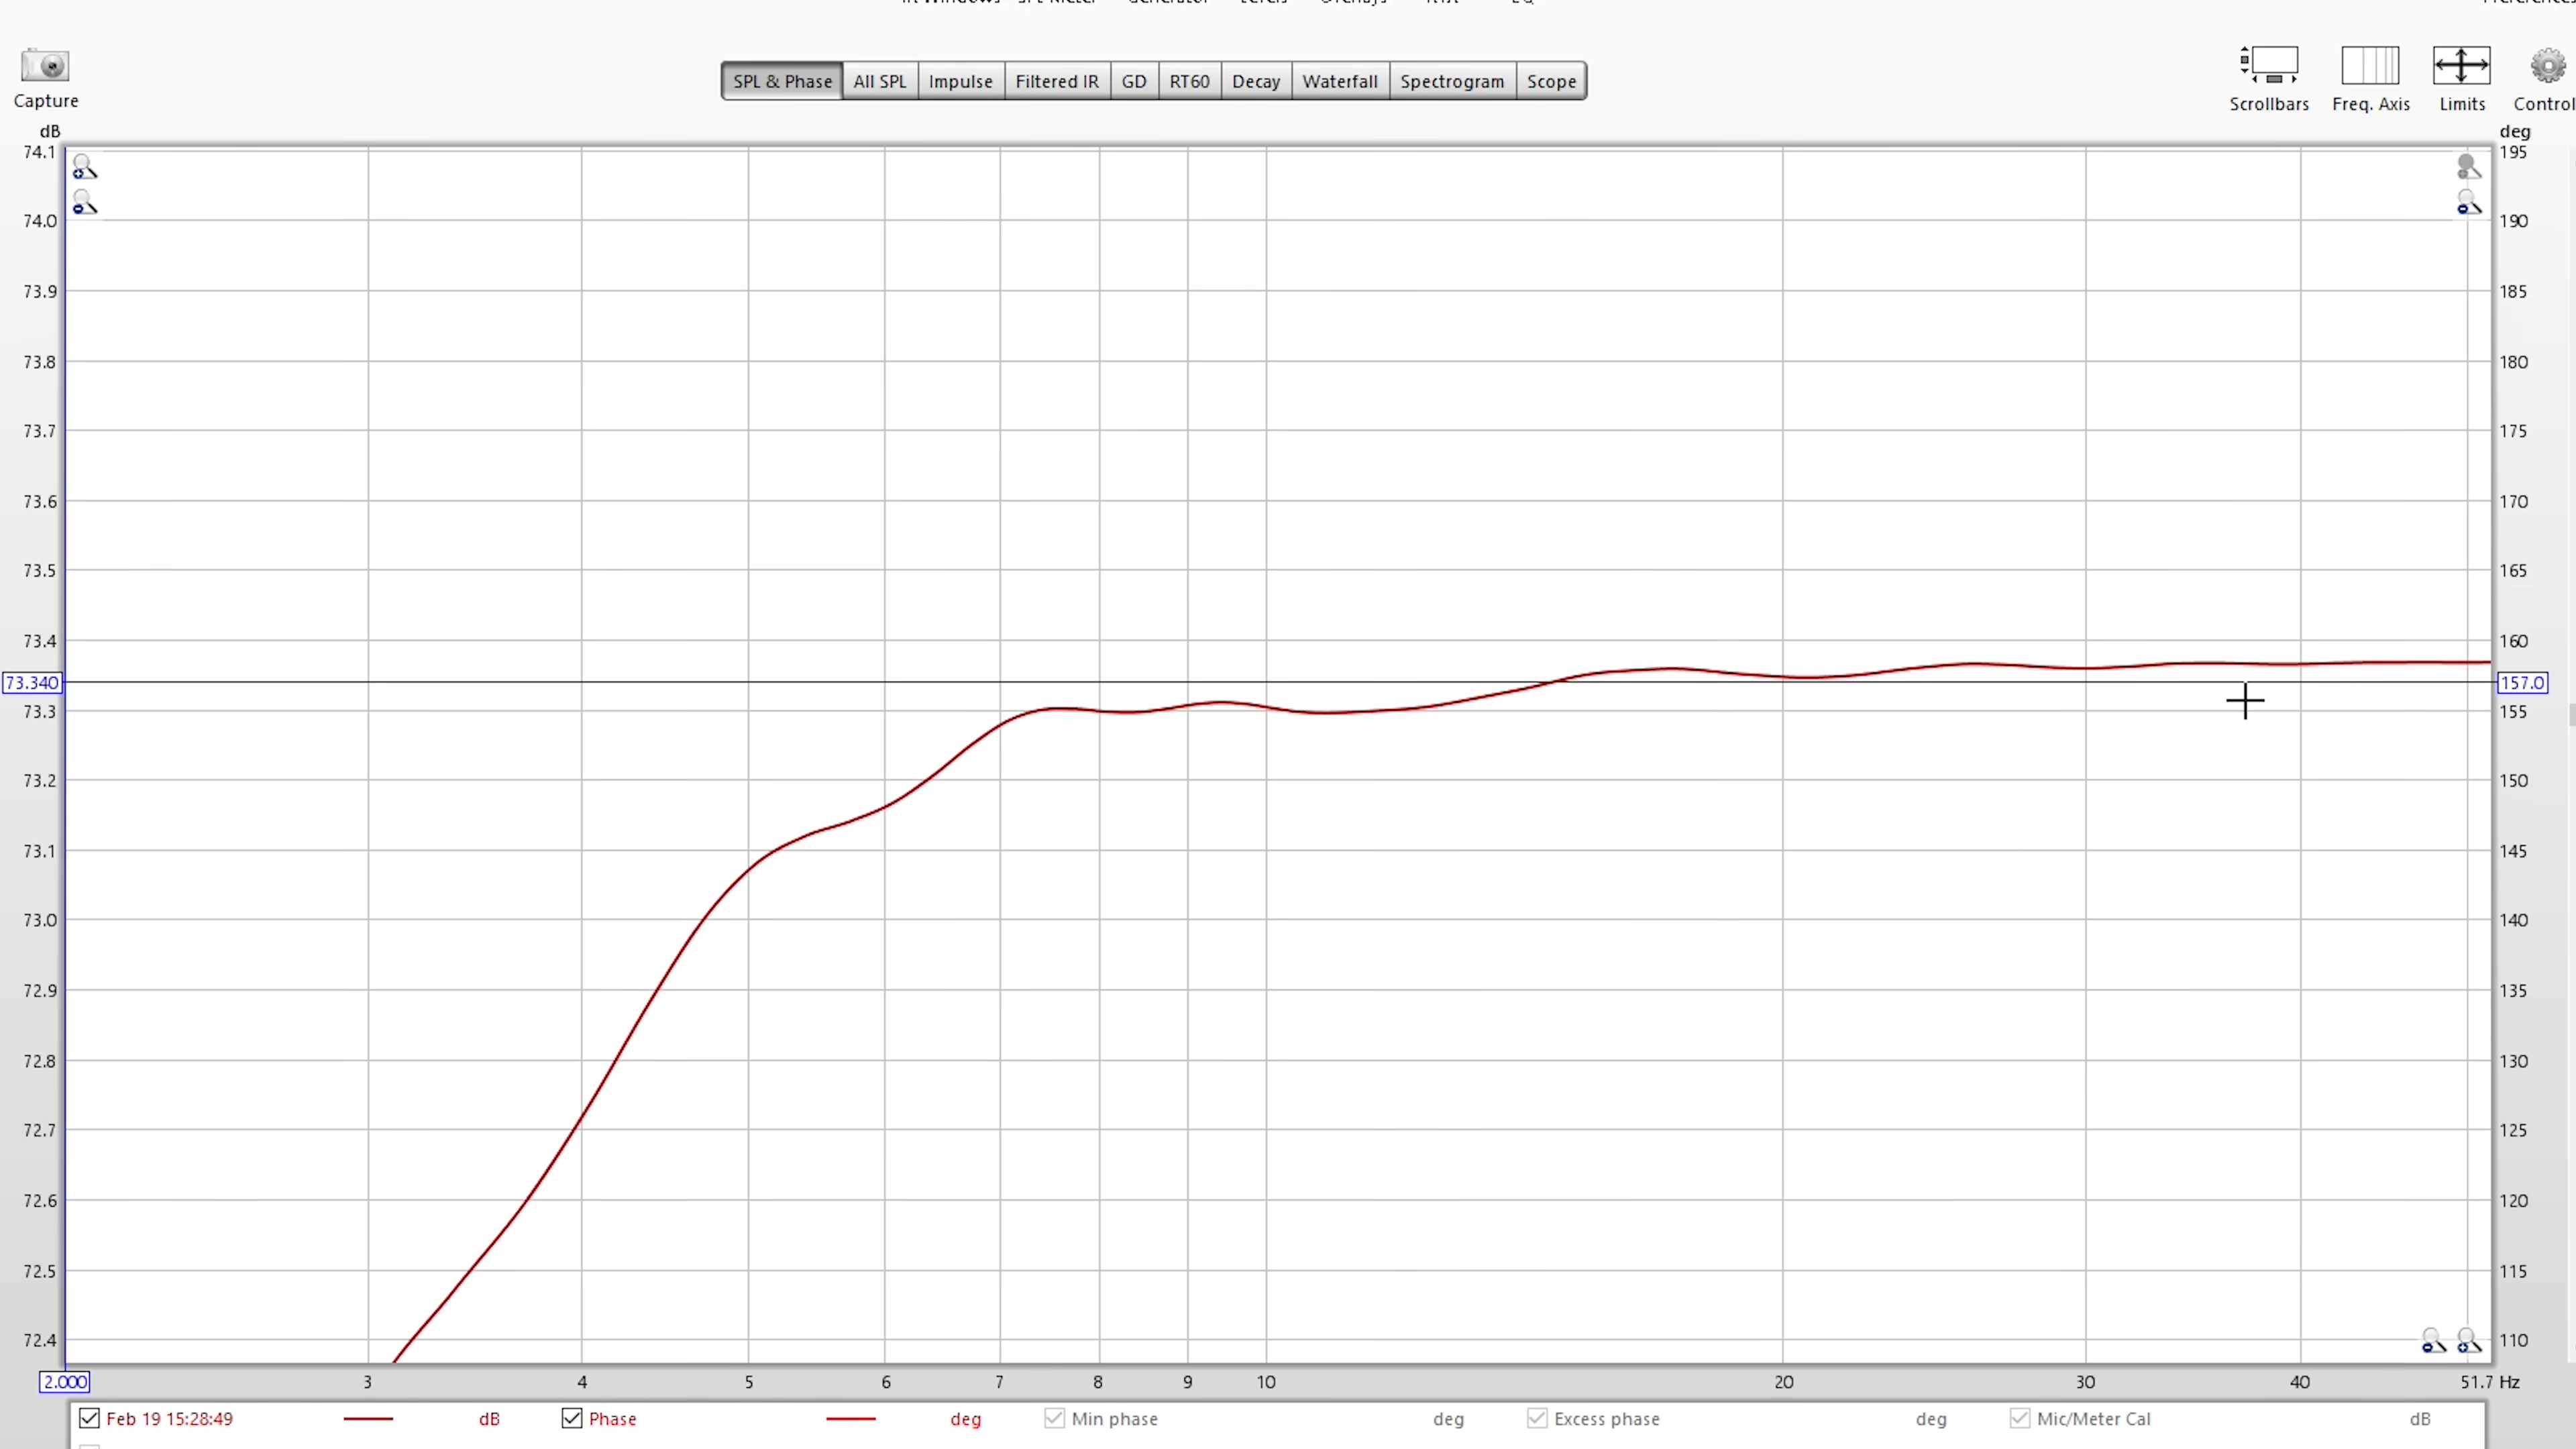 Capture
SPL & Phase All SPL Impulse Filtered IR GD RT60 Decay Waterfall Spectrogram Scope
Scrollbars Freq. Axis Limits
dB
deg
74.1 195
74.0 190
73.9 185
73.8 180
73.7 175
73.6 170
73.5 165
73.4 160
73.340 157.0
73.3 155
73.2 150
73.1 145
73.0 140
72.9 135
72.8 130
72.7 125
72.6 120
72.5 115
72.4 110
2.000 3 4 5 6 7 8 9 10 20 30 40 51.7 Hz
Feb 19 15:28:49 dB Phase deg Min phase deg Excess phase deg Mic/Meter Cal dB